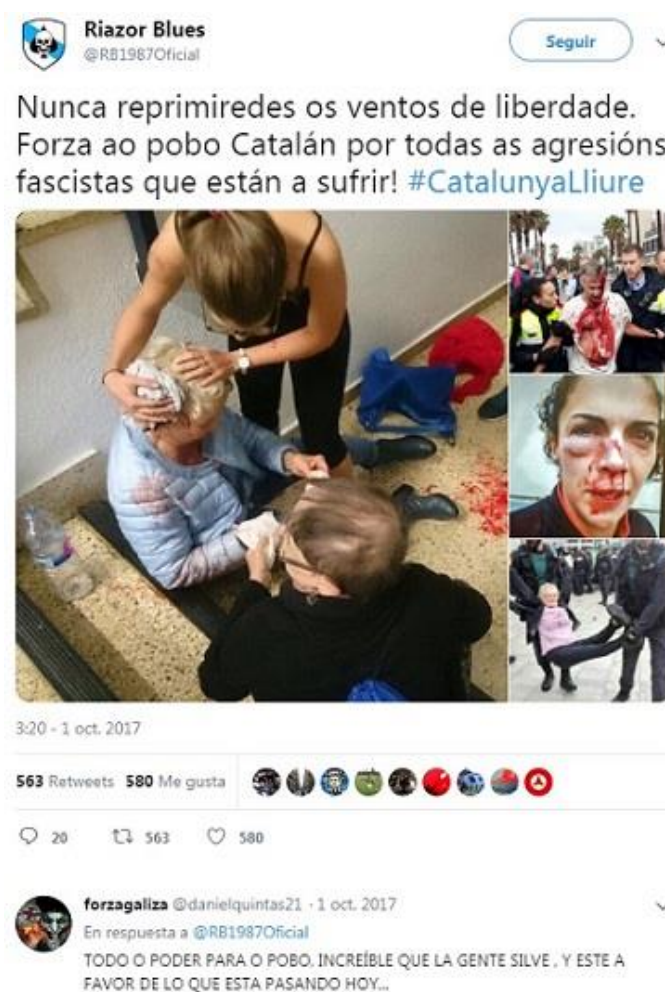 Riazor Blues
@RB1987Oficial
Seguir
Nunca reprimiredes os ventos de liberdade.
Forza ao pobo Catalán por todas as agresións
fascistas que están a sufrir! #CatalunyaLliure
3:20 - 1 oct. 2017
563 Retweets 580 Me gusta
20 563 580
forzagaliza @danielquintas21 · 1 oct. 2017
En respuesta a @RB1987Oficial
TODO O PODER PARA O POBO, INCREÍBLE QUE LA GENTE SILVE , Y ESTE A
FAVOR DE LO QUE ESTA PASANDO HOY...